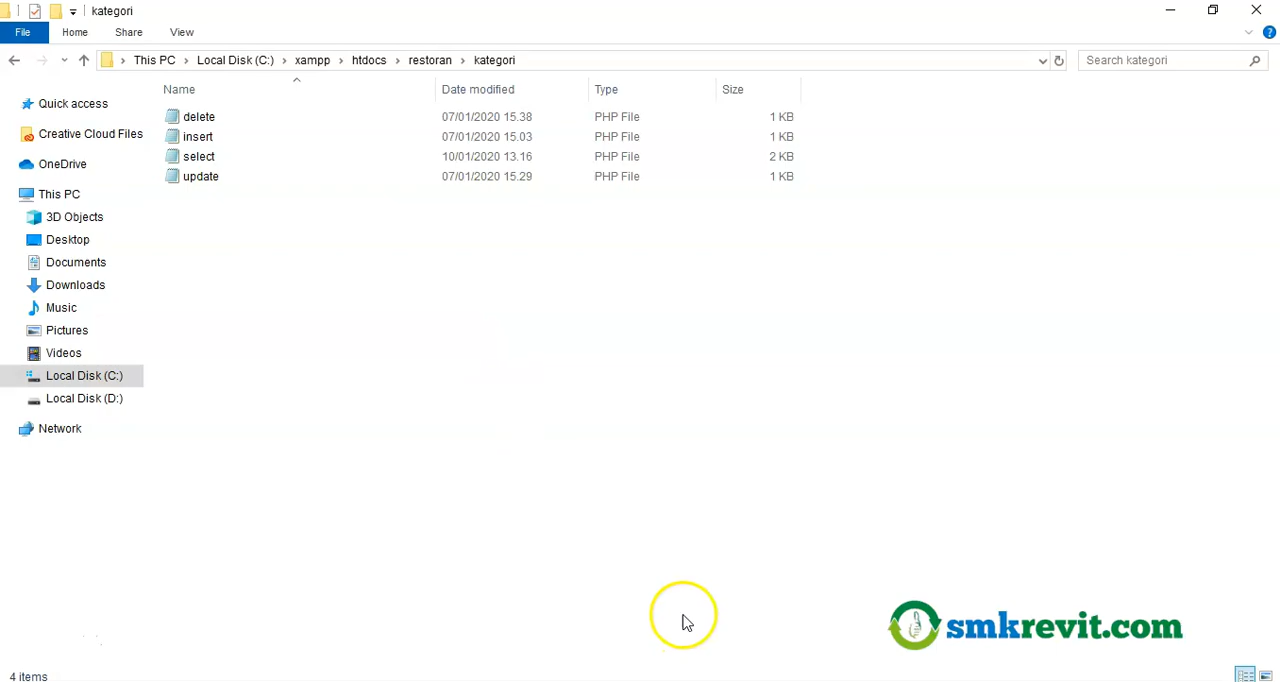 kategori
File Home Share View
This PC › Local Disk (C:) › xampp › htdocs › restoran › kategori
Search kategori
Name Date modified Type Size
delete 07/01/2020 15.38 PHP File 1 KB
insert 07/01/2020 15.03 PHP File 1 KB
select 10/01/2020 13.16 PHP File 2 KB
update 07/01/2020 15.29 PHP File 1 KB
Quick access
Creative Cloud Files
OneDrive
This PC
3D Objects
Desktop
Documents
Downloads
Music
Pictures
Videos
Local Disk (C:)
Local Disk (D:)
Network
smkrevit.com
4 items